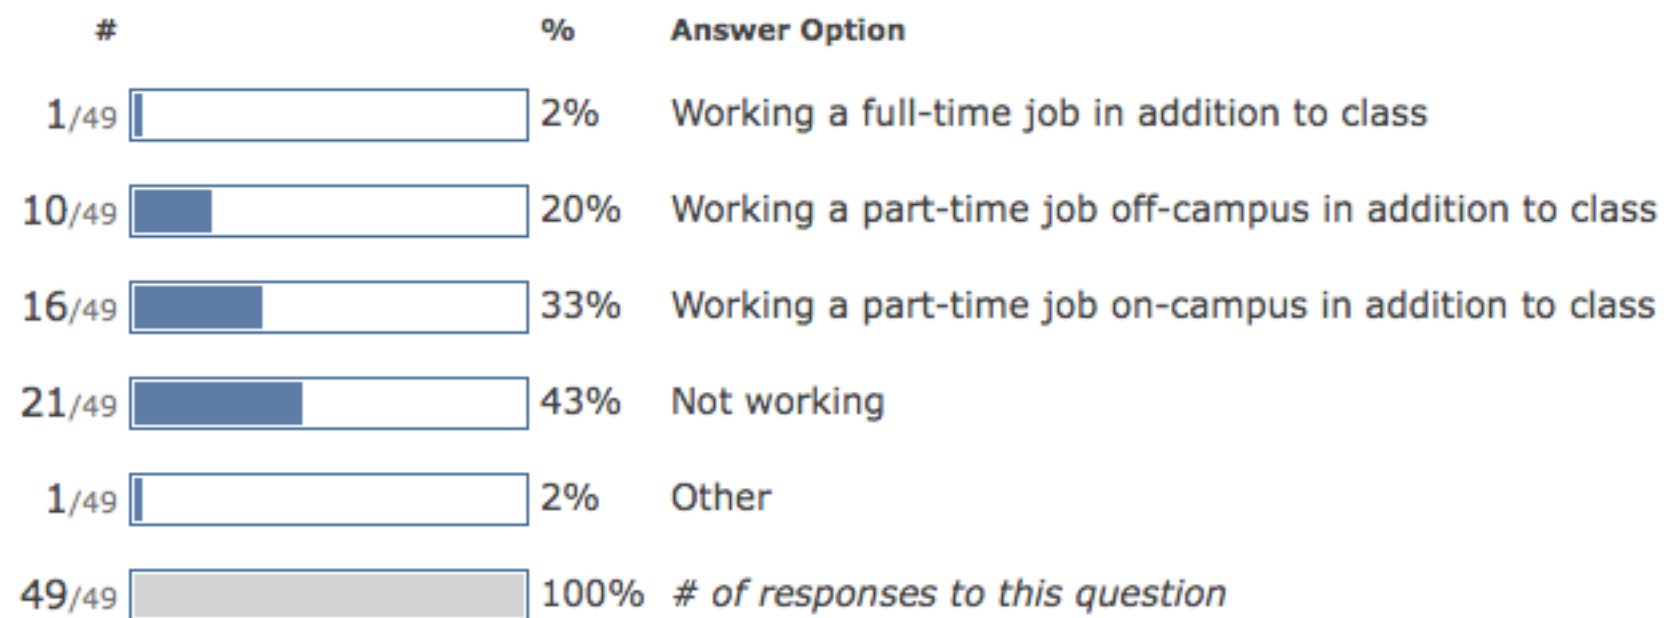 # % Answer Option
1/49 2% Working a full-time job in addition to class
10/49 20% Working a part-time job off-campus in addition to class
16/49 33% Working a part-time job on-campus in addition to class
21/49 43% Not working
1/49 2% Other
49/49 100% # of responses to this question